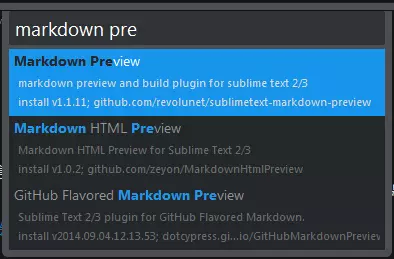 markdown pre
Markdown Preview
markdown preview and build plugin for sublime text 2/3
install v1.1.11; github.com/revolunet/sublimetext-markdown-preview
Markdown HTML Preview
Markdown HTML Preview for Sublime Text 2/3
install v1.0.2; github.com/zeyon/MarkdownHtmlPreview
GitHub Flavored Markdown Preview
Sublime Text 2/3 plugin for GitHub Flavored Markdown.
install v2014.09.04.12.13.53; dotcypress.gi...io/GitHubMarkdownPreview